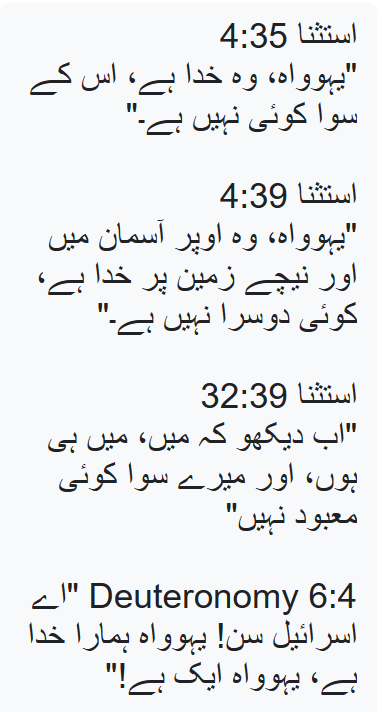 استثنا 4:35
"یہوواہ، وہ خدا ہے، اس کے
سوا کوئی نہیں ہے۔"
استثنا 4:39
"یہوواہ، وہ اوپر آسمان میں
اور نیچے زمین پر خدا ہے،
کوئی دوسرا نہیں ہے۔"
استثنا 32:39
"اب دیکھو کہ میں، میں ہی
ہوں، اور میرے سوا کوئی
معبود نہیں"
Deuteronomy 6:4 "اے
اسرائیل سن! یہوواہ ہمارا خدا
ہے، یہوواہ ایک ہے!"